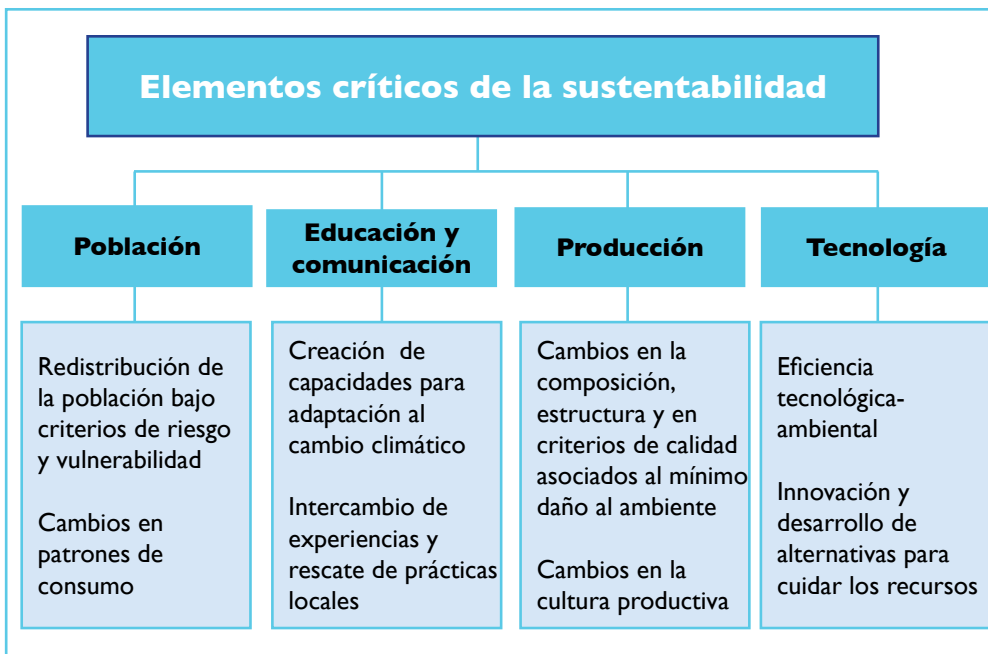 Elementos críticos de la sustentabilidad
Población
Educación y
comunicación
Producción
Tecnología
Redistribución de
la población bajo
criterios de riesgo
y vulnerabilidad
Cambios en
patrones de
consumo
Creación de
capacidades para
adaptación al
cambio climático
Intercambio de
experiencias y
rescate de prácticas
locales
Cambios en la
composición,
estructura y en
criterios de calidad
asociados al mínimo
daño al ambiente
Cambios en la
cultura productiva
Eficiencia
tecnológica-
ambiental
Innovación y
desarrollo de
alternativas para
cuidar los recursos